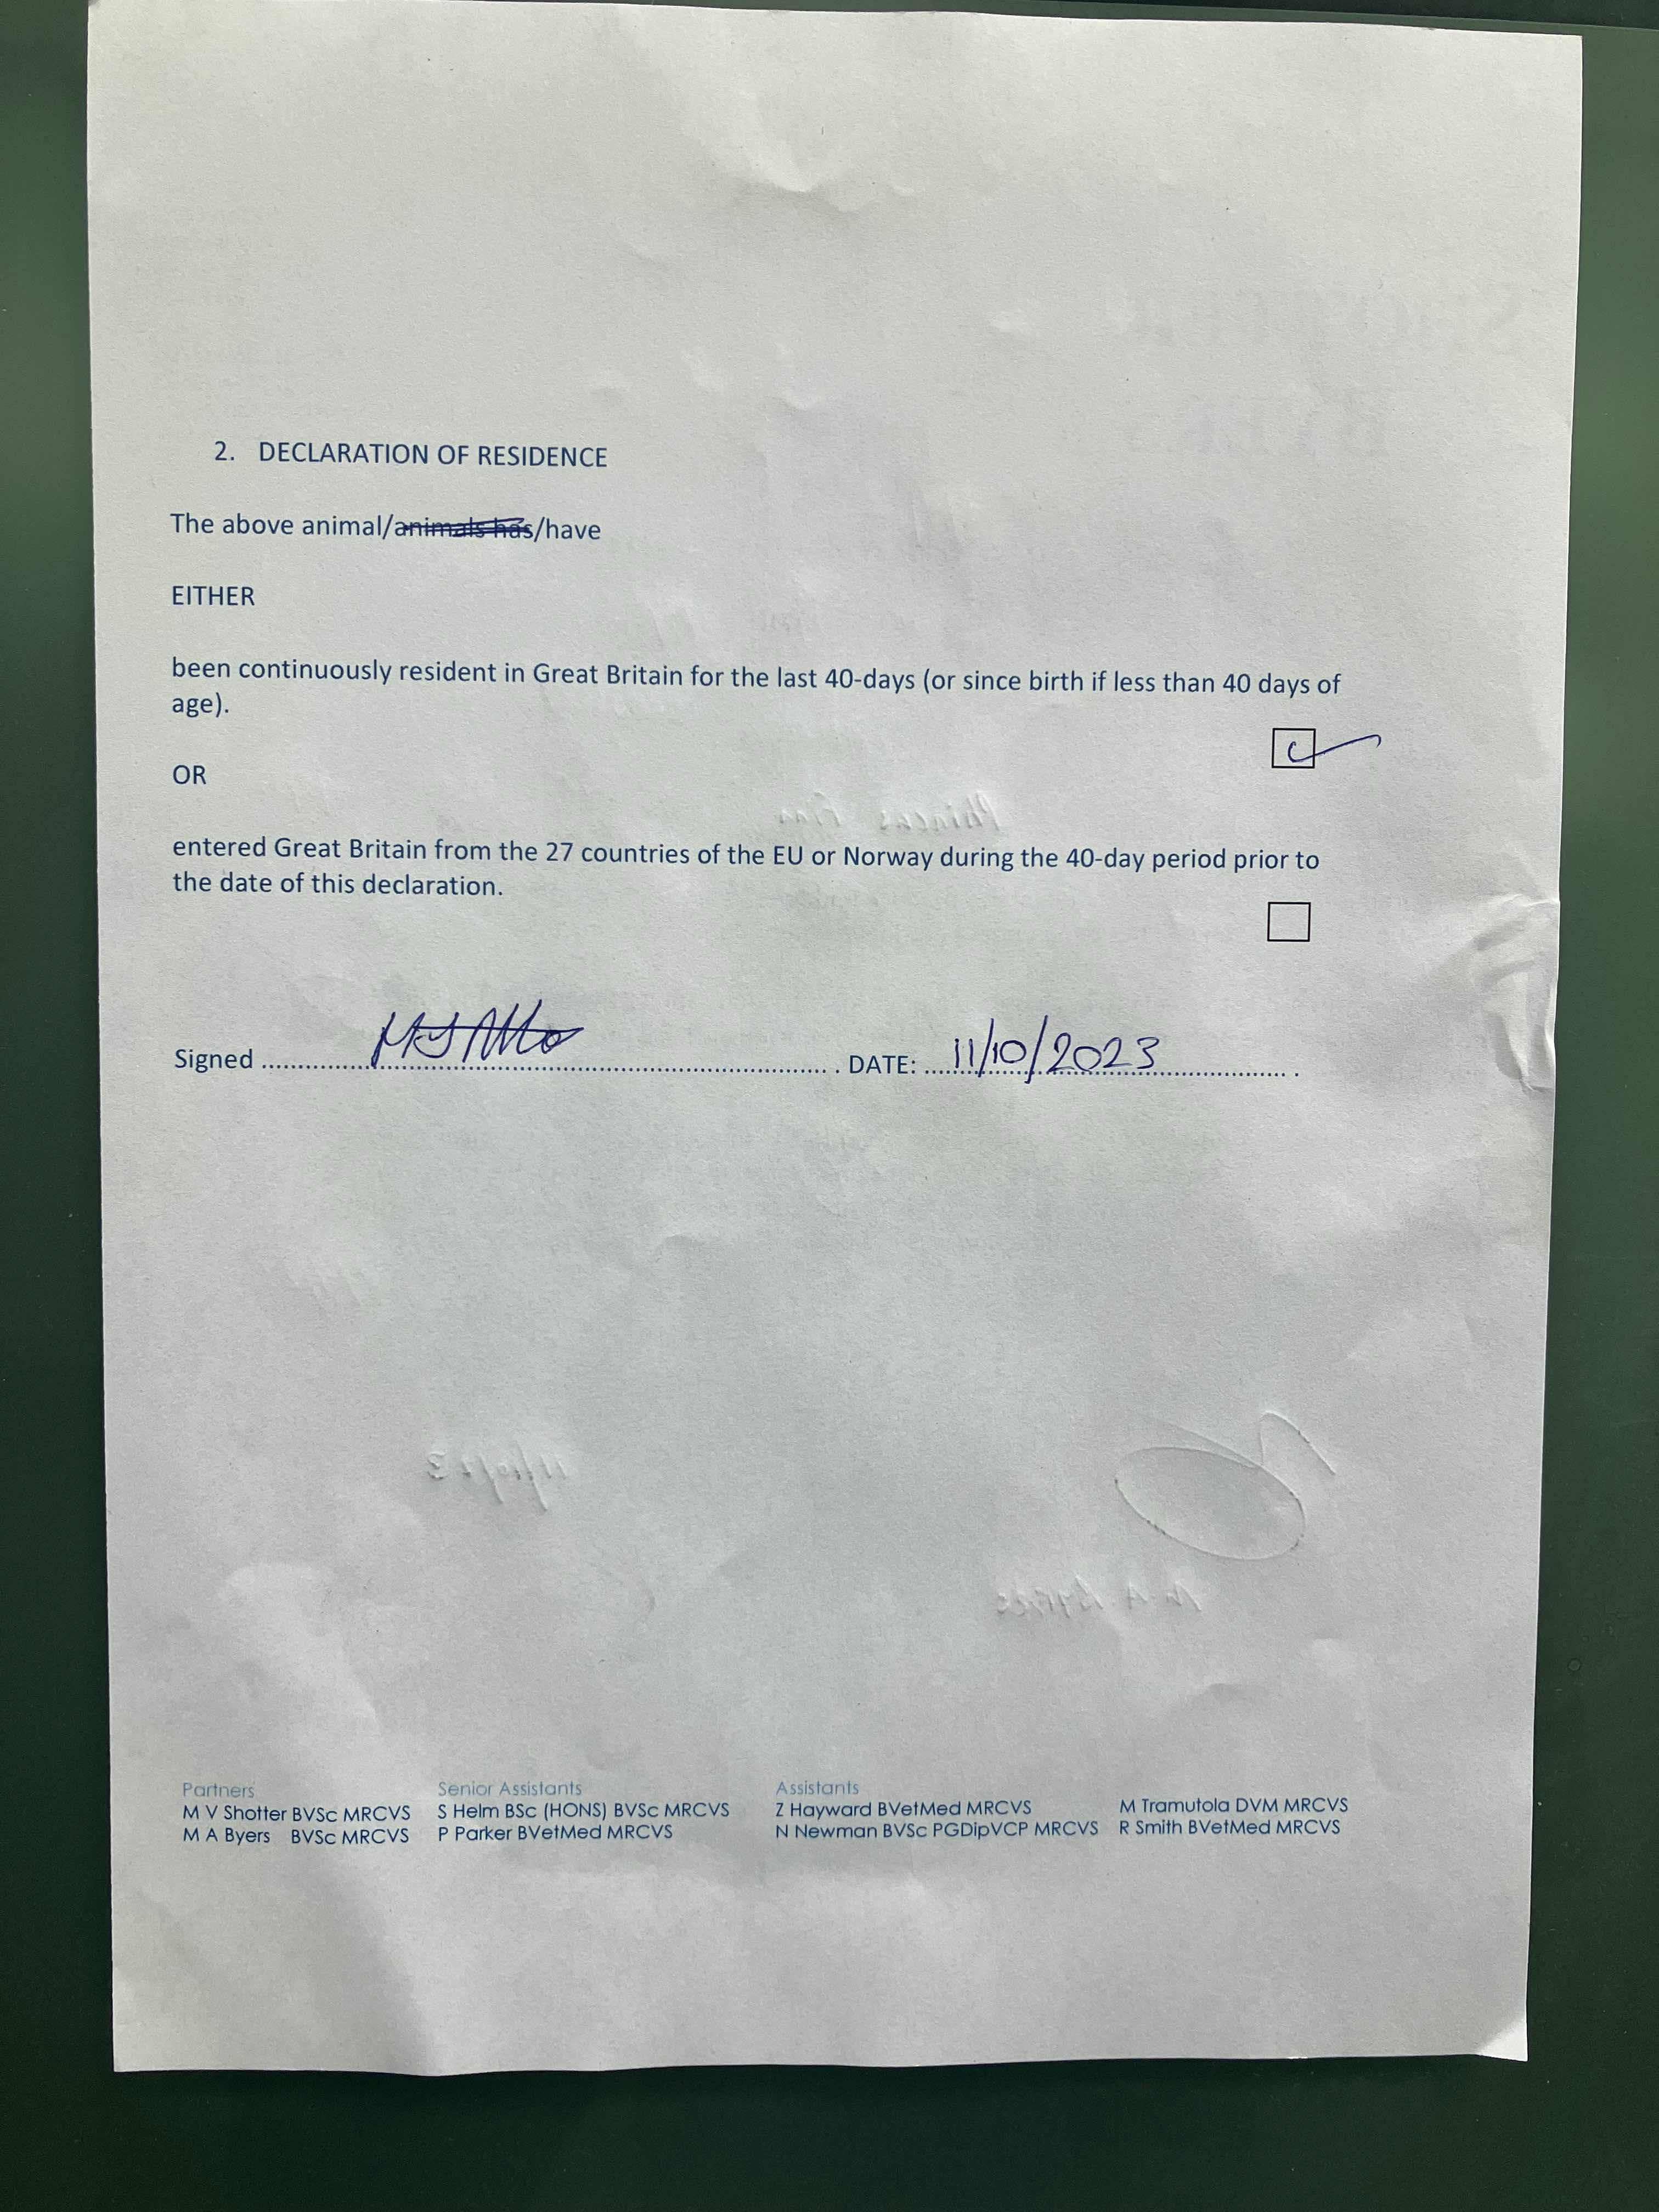 2. DECLARATION OF RESIDENCE
The above animal/animals has/have
EITHER
been continuously resident in Great Britain for the last 40-days (or since birth if less than 40 days of
age).
OR
entered Great Britain from the 27 countries of the EU or Norway during the 40-day period prior to
the date of this declaration.
Signed DATE: 11/10/2023
Partners Senior Assistants Assistants
M V Shotter BVSc MRCVS S Helm BSc (HONS) BVSc MRCVS Z Hayward BVetMed MRCVS M Tramutola DVM MRCVS
M A Byers BVSc MRCVS P Parker BVetMed MRCVS N Newman BVSc PGDipVCP MRCVS R Smith BVetMed MRCVS